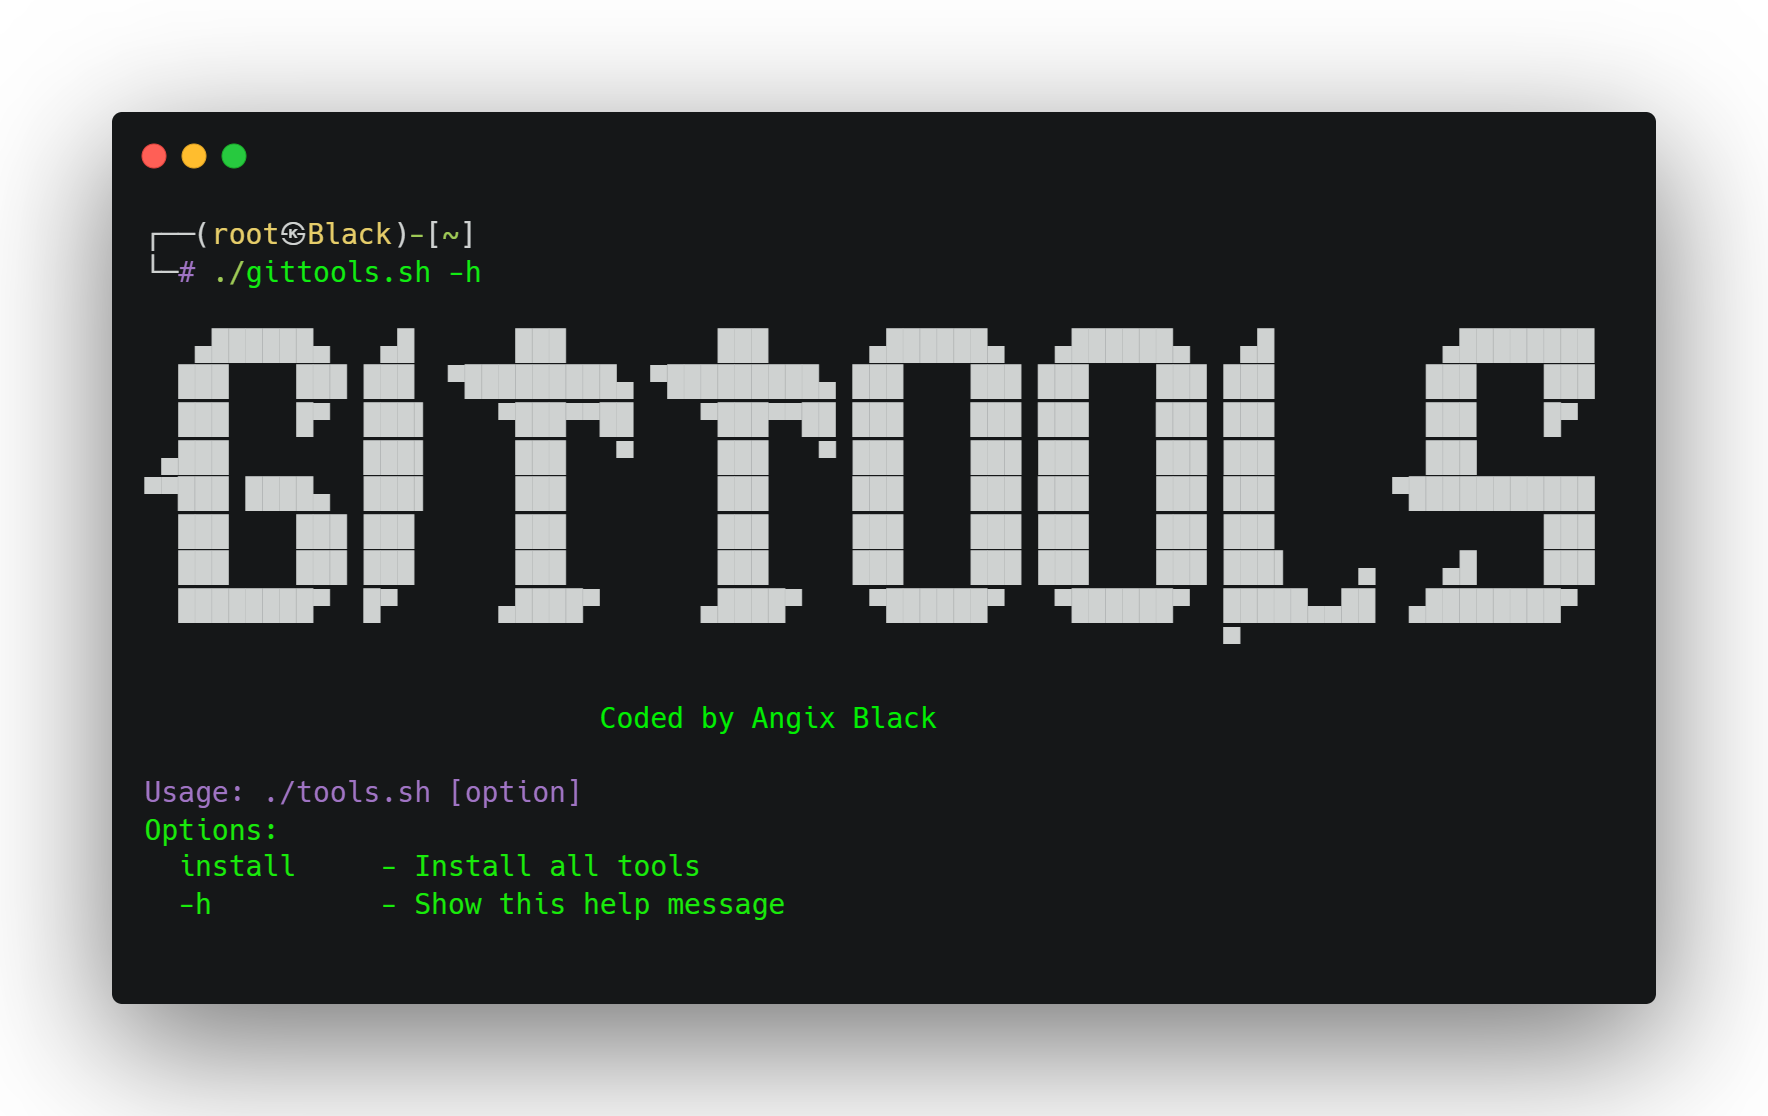 ┌──(root㉿Black)-[~]
└─# ./gittools.sh -h
GITTOOLS
Coded by Angix Black
Usage: ./tools.sh [option]
Options:
install - Install all tools
-h - Show this help message